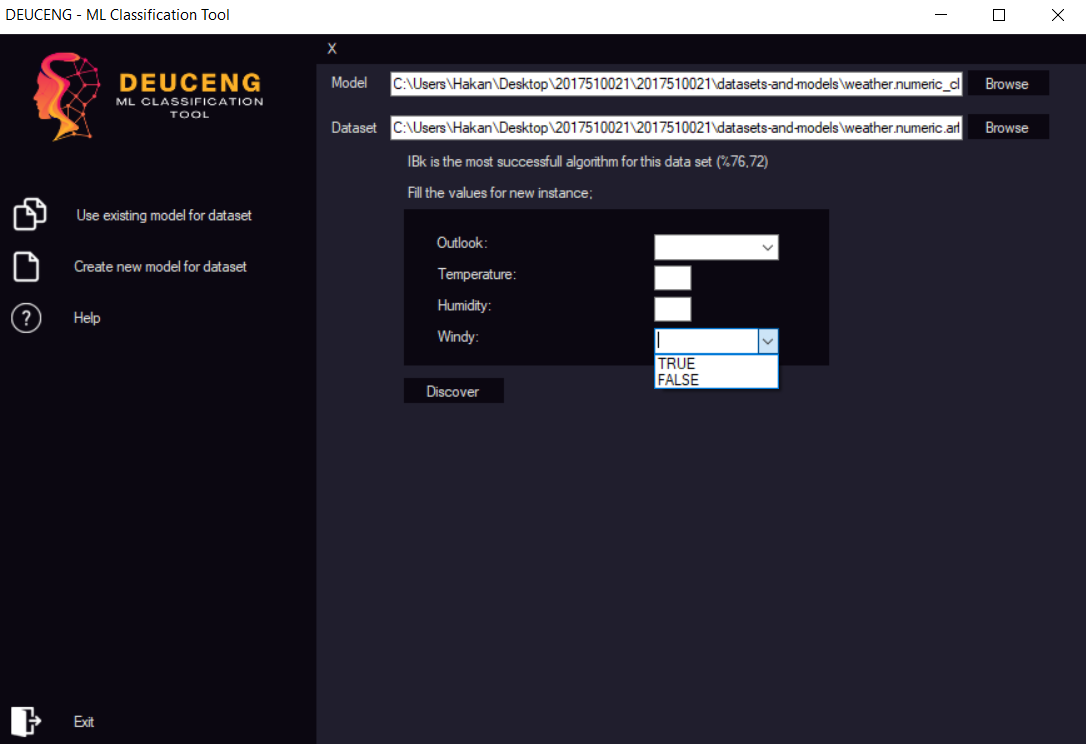 DEUCENG - ML Classification Tool
DEUCENG
ML CLASSIFICATION
TOOL
Use existing model for dataset
Create new model for dataset
Help
Exit
X
Model C:\Users\Hakan\Desktop\2017510021\2017510021\datasets-and-models\weather.numeric_cl Browse
Dataset C:\Users\Hakan\Desktop\2017510021\2017510021\datasets-and-models\weather.numeric.arf Browse
IBk is the most successfull algorithm for this data set (%76,72)
Fill the values for new instance;
Outlook:
Temperature:
Humidity:
Windy:
TRUE
FALSE
Discover